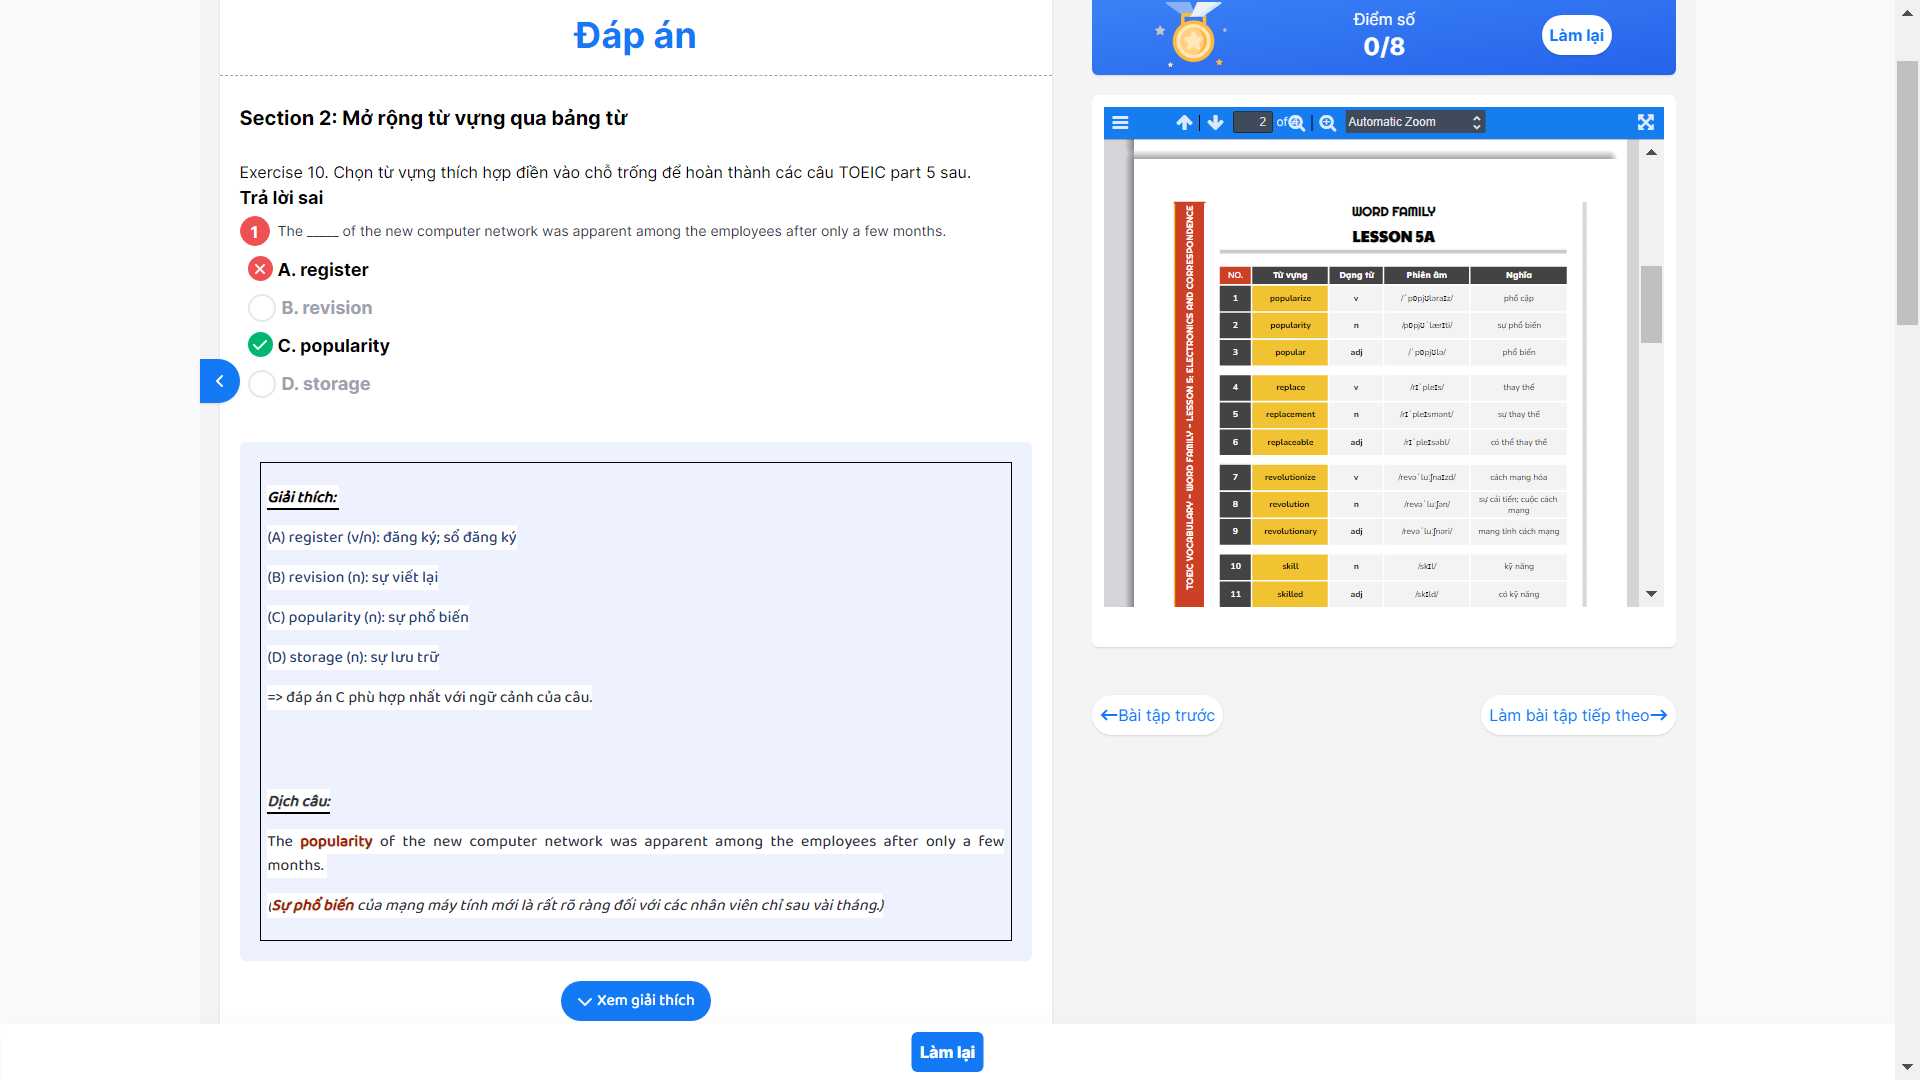 Đáp án
Section 2: Mở rộng từ vựng qua bảng từ
Exercise 10. Chọn từ vựng thích hợp điền vào chỗ trống để hoàn thành các câu TOEIC part 5 sau.
Trả lời sai
1 The _____ of the new computer network was apparent among the employees after only a few months.
A. register
B. revision
C. popularity
D. storage
Giải thích:
(A) register (v/n): đăng ký; sổ đăng ký
(B) revision (n): sự viết lại
(C) popularity (n): sự phổ biến
(D) storage (n): sự lưu trữ
=> đáp án C phù hợp nhất với ngữ cảnh của câu.
Dịch câu:
The popularity of the new computer network was apparent among the employees after only a few
months.
(Sự phổ biến của mạng máy tính mới là rất rõ ràng đối với các nhân viên chỉ sau vài tháng.)
Xem giải thích
Làm lại
Điểm số
0/8
Làm lại
2 of
Automatic Zoom
TOEIC VOCABULARY - WORD FAMILY - LESSON 5: ELECTRONICS AND CORRESPONDENCE
WORD FAMILY
LESSON 5A
NO. Từ vựng Dạng từ Phiên âm Nghĩa
1 popularize v /ˈpɒpjʊləraɪz/ phổ cập
2 popularity n /pɒpjʊˈlærɪti/ sự phổ biến
3 popular adj /ˈpɒpjʊlə/ phổ biến
4 replace v /rɪˈpleɪs/ thay thế
5 replacement n /rɪˈpleɪsmənt/ sự thay thế
6 replaceable adj /rɪˈpleɪsəbl/ có thể thay thế
7 revolutionize v /revəˈluːʃnaɪzd/ cách mạng hóa
8 revolution n /revəˈluːʃən/ sự cải tiến; cuộc cách mạng
9 revolutionary adj /revəˈluːʃnəri/ mang tính cách mạng
10 skill n /skɪl/ kỹ năng
11 skilled adj /skɪld/ có kỹ năng
Bài tập trước
Làm bài tập tiếp theo